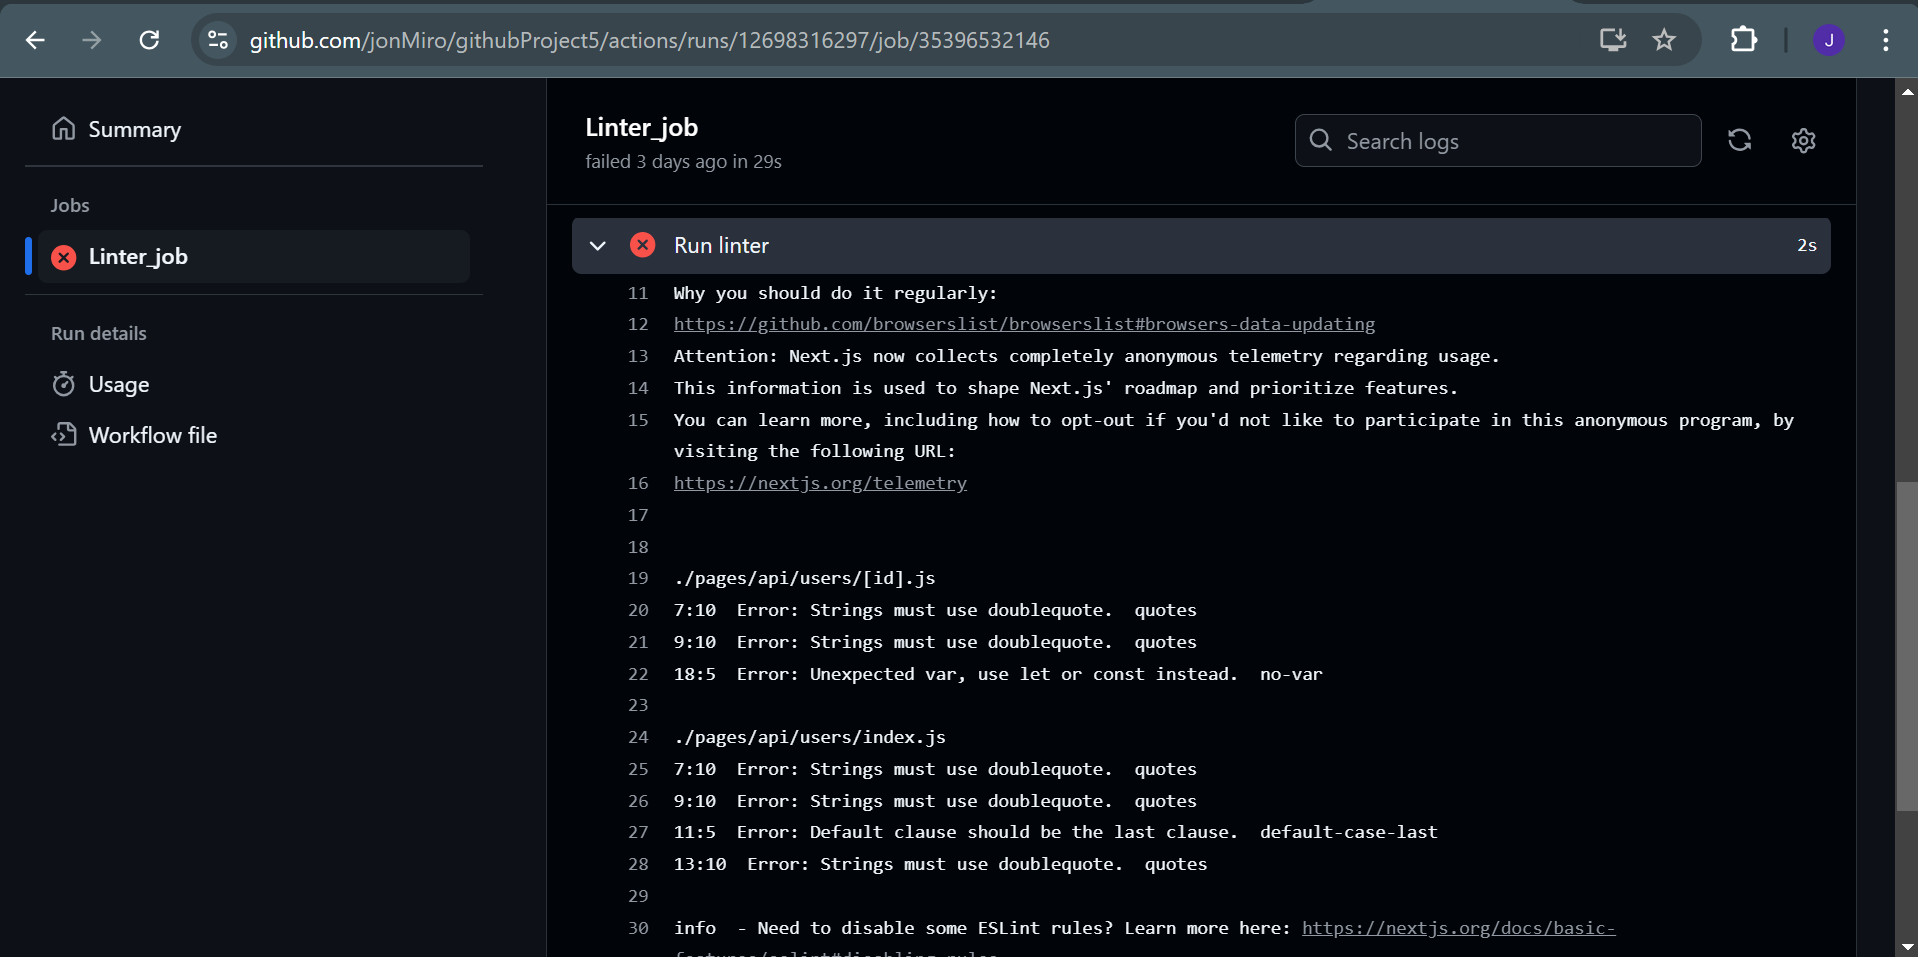 github.com/jonMiro/githubProject5/actions/runs/12698316297/job/35396532146
J
Summary
Jobs
Linter_job
Run details
Usage
Workflow file
Linter_job
failed 3 days ago in 29s
Search logs
Run linter
2s
11 Why you should do it regularly:
12 https://github.com/browserslist/browserslist#browsers-data-updating
13 Attention: Next.js now collects completely anonymous telemetry regarding usage.
14 This information is used to shape Next.js' roadmap and prioritize features.
15 You can learn more, including how to opt-out if you'd not like to participate in this anonymous program, by
visiting the following URL:
16 https://nextjs.org/telemetry
17
18
19 ./pages/api/users/[id].js
20 7:10  Error: Strings must use doublequote.  quotes
21 9:10  Error: Strings must use doublequote.  quotes
22 18:5  Error: Unexpected var, use let or const instead.  no-var
23
24 ./pages/api/users/index.js
25 7:10  Error: Strings must use doublequote.  quotes
26 9:10  Error: Strings must use doublequote.  quotes
27 11:5  Error: Default clause should be the last clause.  default-case-last
28 13:10  Error: Strings must use doublequote.  quotes
29
30 info  - Need to disable some ESLint rules? Learn more here: https://nextjs.org/docs/basic-